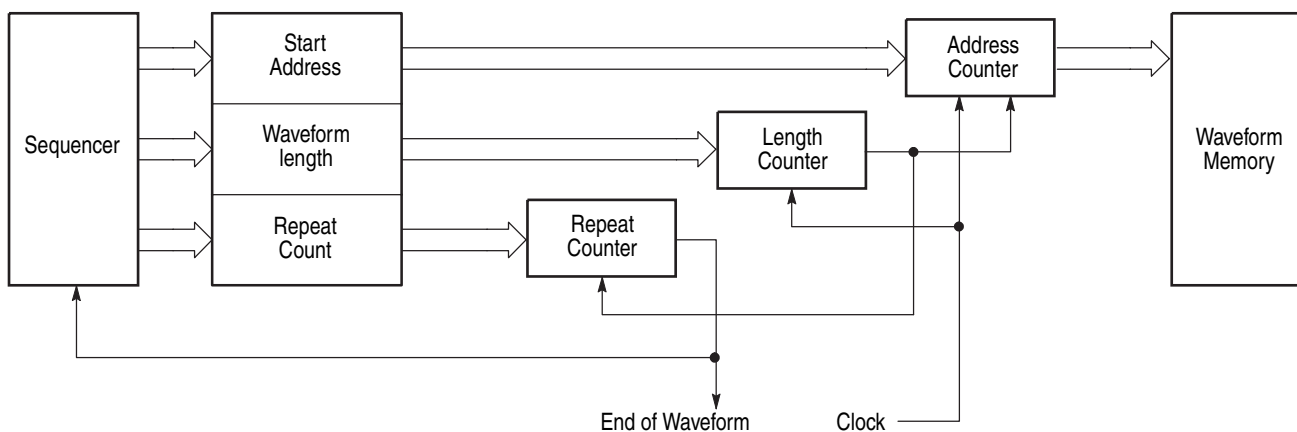 Sequencer
Start
Address
Waveform
length
Repeat
Count
Repeat
Counter
Length
Counter
Address
Counter
Waveform
Memory
End of Waveform
Clock